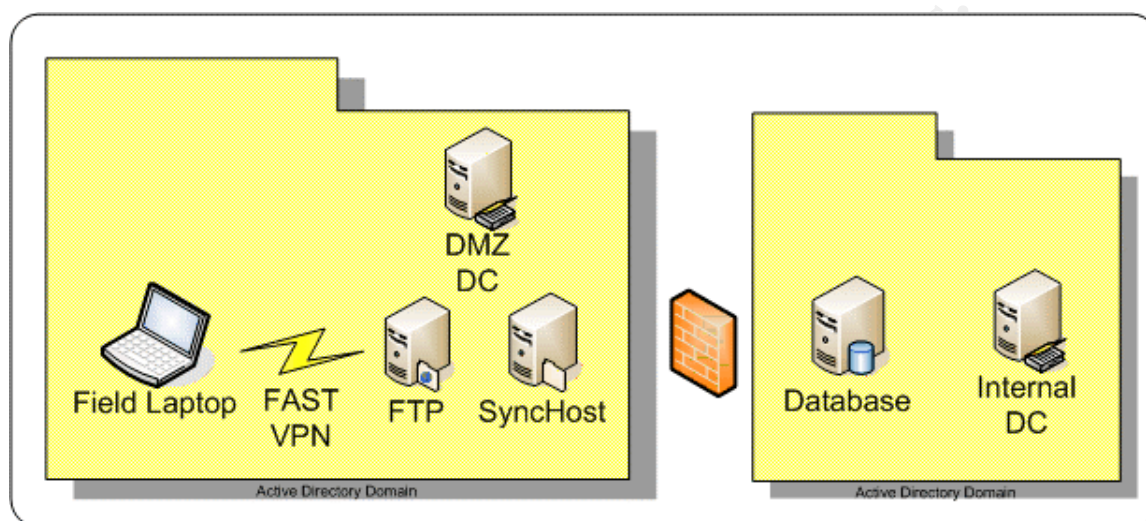 DMZ
DC
Field Laptop
FAST
VPN
FTP
SyncHost
Database
Internal
DC
Active Directory Domain
Active Directory Domain